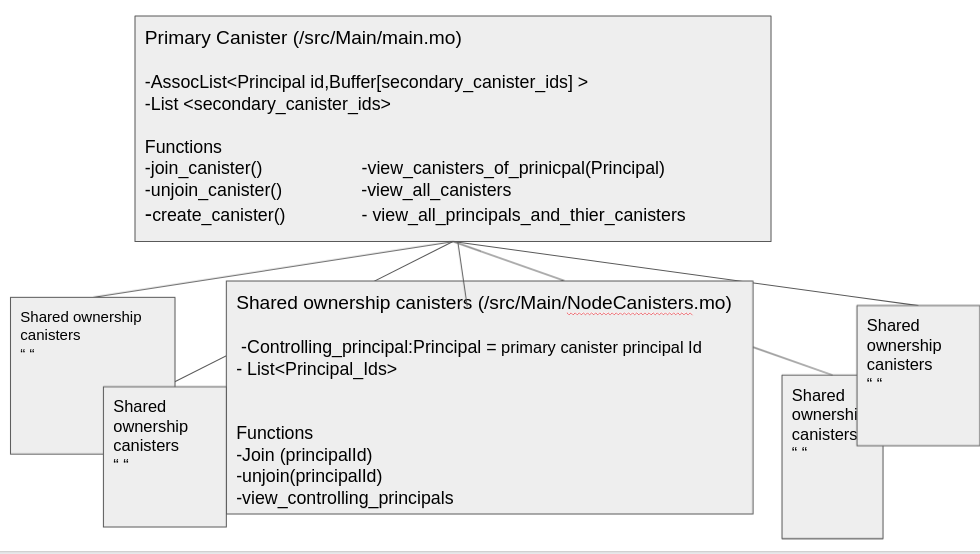 Primary Canister (/src/Main/main.mo)
-AssocList<Principal id,Buffer[secondary_canister_ids] >
-List <secondary_canister_ids>
Functions
-join_canister() -view_canisters_of_prinicpal(Principal)
-unjoin_canister() -view_all_canisters
-create_canister() - view_all_principals_and_thier_canisters
Shared ownership
canisters
“ “
Shared
ownership
canisters
“ “
Shared ownership canisters (/src/Main/NodeCanisters.mo)
-Controlling_principal:Principal = primary canister principal Id
- List<Principal_Ids>
Functions
-Join (principalId)
-unjoin(principalId)
-view_controlling_principals
Shared
ownershi
canisters
“ “
Shared
ownership
canisters
“ “